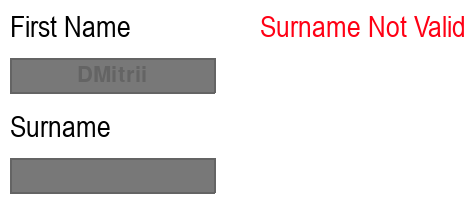 First Name
Surname Not Valid
DMitrii
Surname